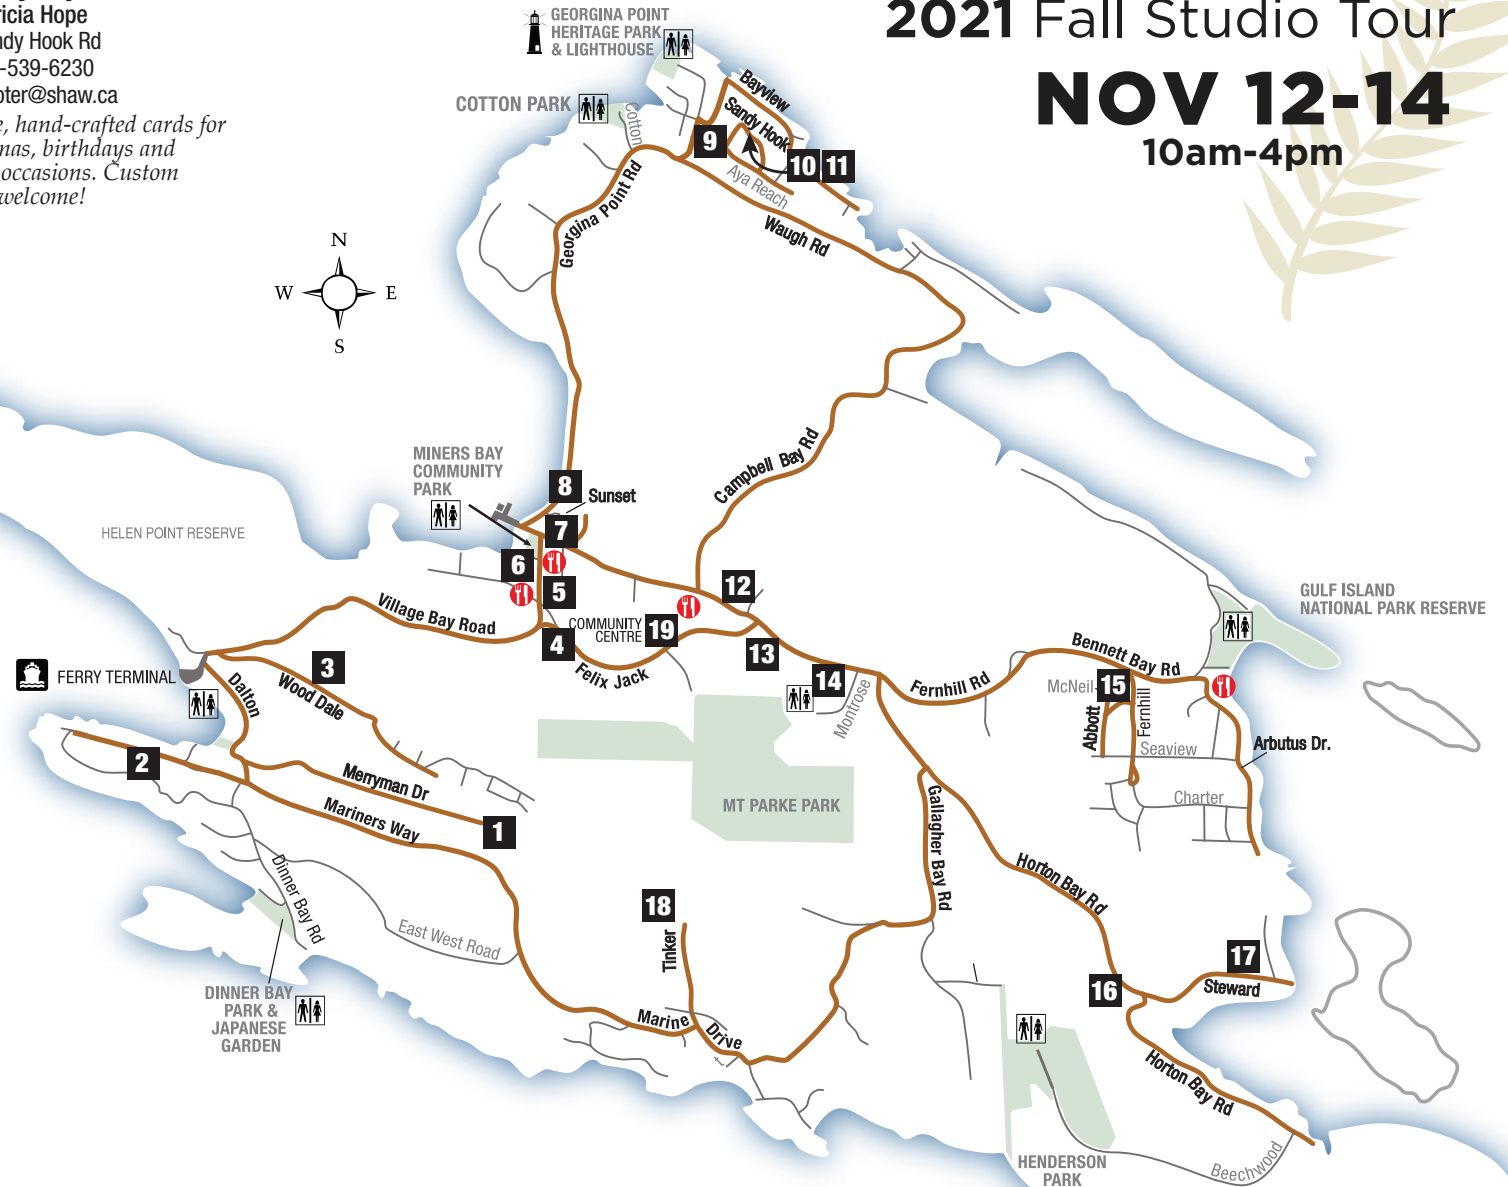 ricia Hope
ndy Hook Rd
-539-6230
oter@shaw.ca
e, hand-crafted cards for
nas, birthdays and
occasions. Custom
welcome!
2021 Fall Studio Tour
NOV 12-14
10am-4pm
GEORGINA POINT
HERITAGE PARK
& LIGHTHOUSE
COTTON PARK
Cotton
Bayview
Sandy Hook
9
10
11
Aya Reach
Georgina Point Rd
Waugh Rd
N
W
E
S
MINERS BAY
COMMUNITY
PARK
8
Sunset
Campbell Bay Rd
HELEN POINT RESERVE
7
6
5
12
GULF ISLAND
NATIONAL PARK RESERVE
Village Bay Road
COMMUNITY
CENTRE
19
4
13
Felix Jack
Bennett Bay Rd
FERRY TERMINAL
3
Dalton
Wood Dale
14
Montrose
Fernhill Rd
McNeil
15
Abbott
Fernhill
Seaview
Arbutus Dr.
2
Merryman Dr
Mariners Way
1
MT PARKE PARK
Charter
Gallagher Bay Rd
Horton Bay Rd
Dinner Bay Rd
East West Road
18
Tinker
17
Steward
16
DINNER BAY
PARK &
JAPANESE
GARDEN
Marine
Drive
Horton Bay Rd
HENDERSON
PARK
Beechwood